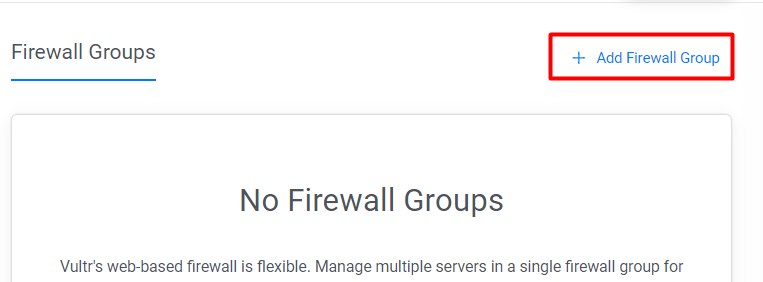 Firewall Groups
+ Add Firewall Group
No Firewall Groups
Vultr's web-based firewall is flexible. Manage multiple servers in a single firewall group for